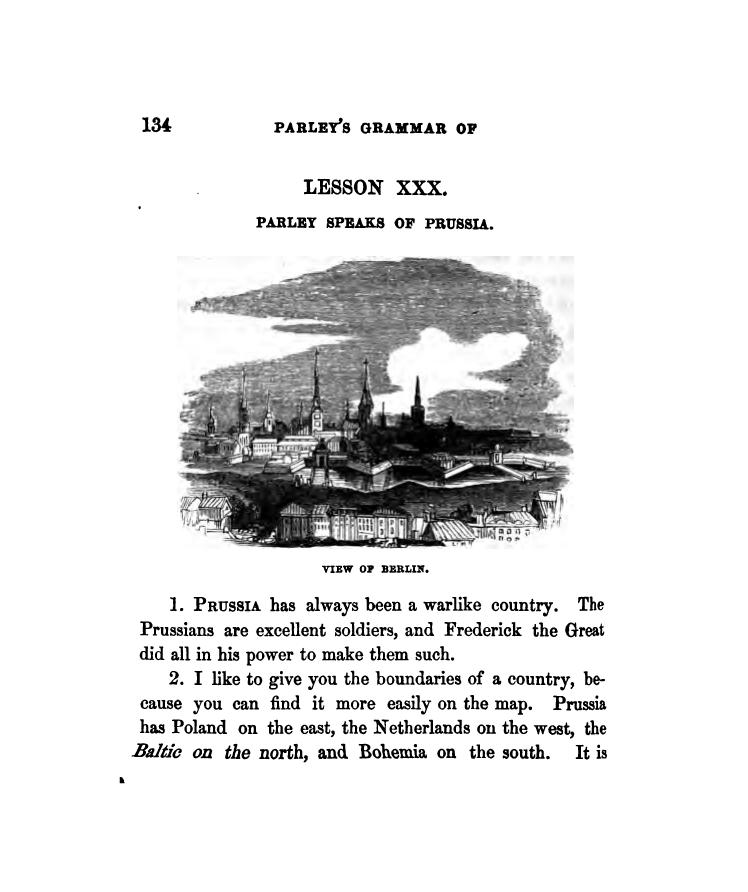 134 PARLEY'S GRAMMAR OF
LESSON XXX.
PARLEY SPEAKS OF PRUSSIA.
VIEW OF BERLIN.
1. PRUSSIA has always been a warlike country. The
Prussians are excellent soldiers, and Frederick the Great
did all in his power to make them such.
2. I like to give you the boundaries of a country, be-
cause you can find it more easily on the map. Prussia
has Poland on the east, the Netherlands on the west, the
Baltic on the north, and Bohemia on the south. It is